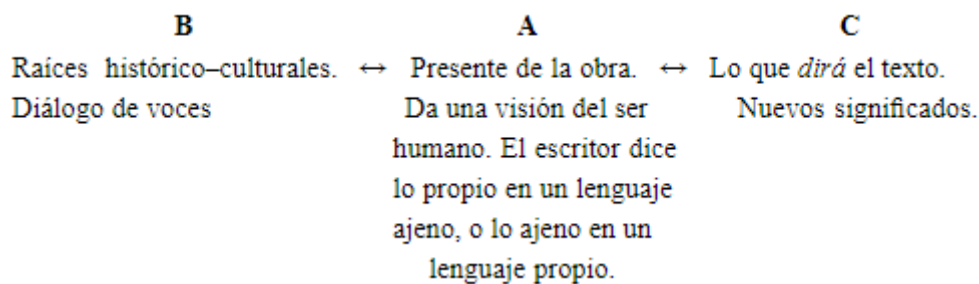 B A C
Raíces histórico–culturales. ↔ Presente de la obra. ↔ Lo que dirá el texto.
Diálogo de voces Da una visión del ser Nuevos significados.
humano. El escritor dice
lo propio en un lenguaje
ajeno, o lo ajeno en un
lenguaje propio.